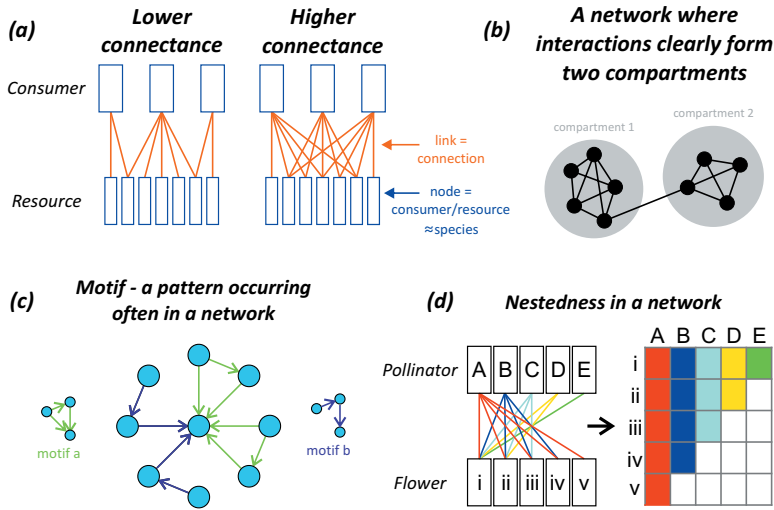 (a)
Lower
connectance
Higher
connectance
Consumer
link =
connection
Resource
node =
consumer/resource
≈species
(b)
A network where
interactions clearly form
two compartments
compartment 1
compartment 2
(c)
Motif - a pattern occurring
often in a network
motif a
motif b
(d)
Nestedness in a network
Pollinator
A B C D E
Flower
i ii iii iv v
A B C D E
i
ii
iii
iv
v